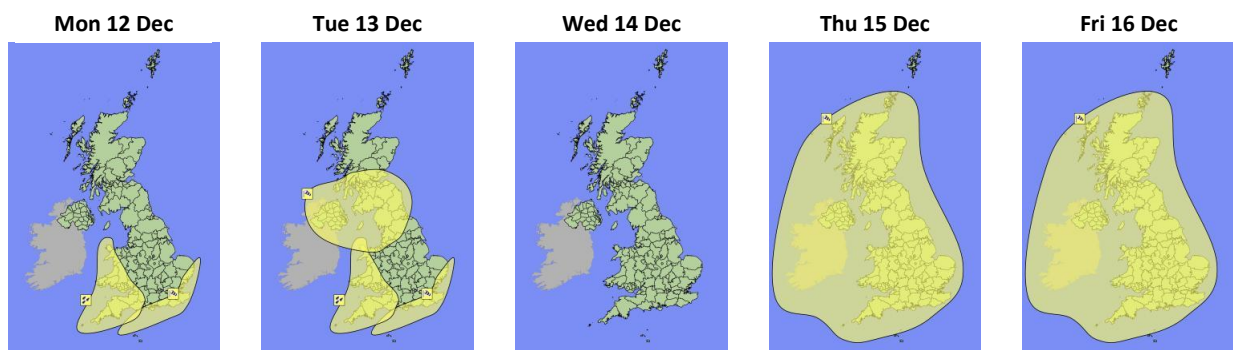 Mon 12 Dec
Tue 13 Dec
Wed 14 Dec
Thu 15 Dec
Fri 16 Dec